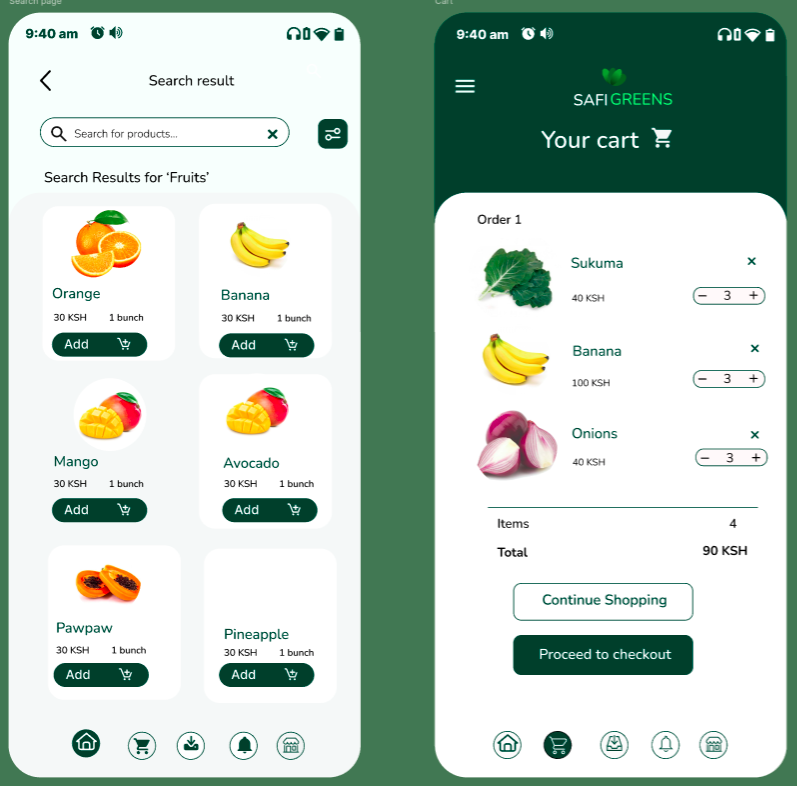 Search page
9:40 am
Search result
Search for products...
Search Results for ‘Fruits’
Orange
30 KSH 1 bunch
Add
Banana
30 KSH 1 bunch
Add
Mango
30 KSH 1 bunch
Add
Avocado
30 KSH 1 bunch
Add
Pawpaw
30 KSH 1 bunch
Add
Pineapple
30 KSH 1 bunch
Add
Cart
9:40 am
SAFI GREENS
Your cart
Order 1
Sukuma
40 KSH
− 3 +
Banana
100 KSH
− 3 +
Onions
40 KSH
− 3 +
Items 4
Total 90 KSH
Continue Shopping
Proceed to checkout